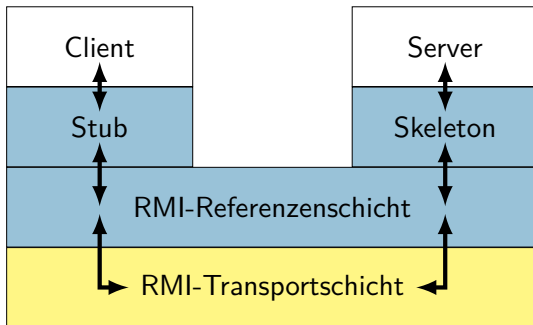 Client
Server
Stub
Skeleton
RMI-Referenzenschicht
RMI-Transportschicht